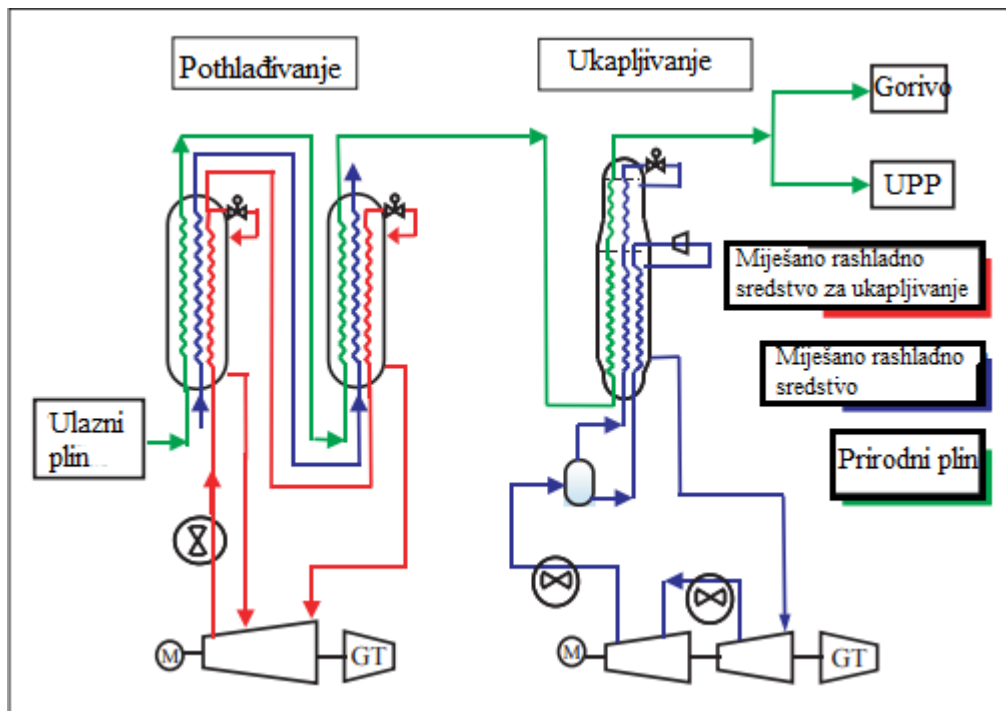 Pothlađivanje
Ukapljivanje
Gorivo
UPP
Miješano rashladno
sredstvo za ukapljivanje
Miješano rashladno
sredstvo
Prirodni plin
Ulazni
plin
M
GT
M
GT